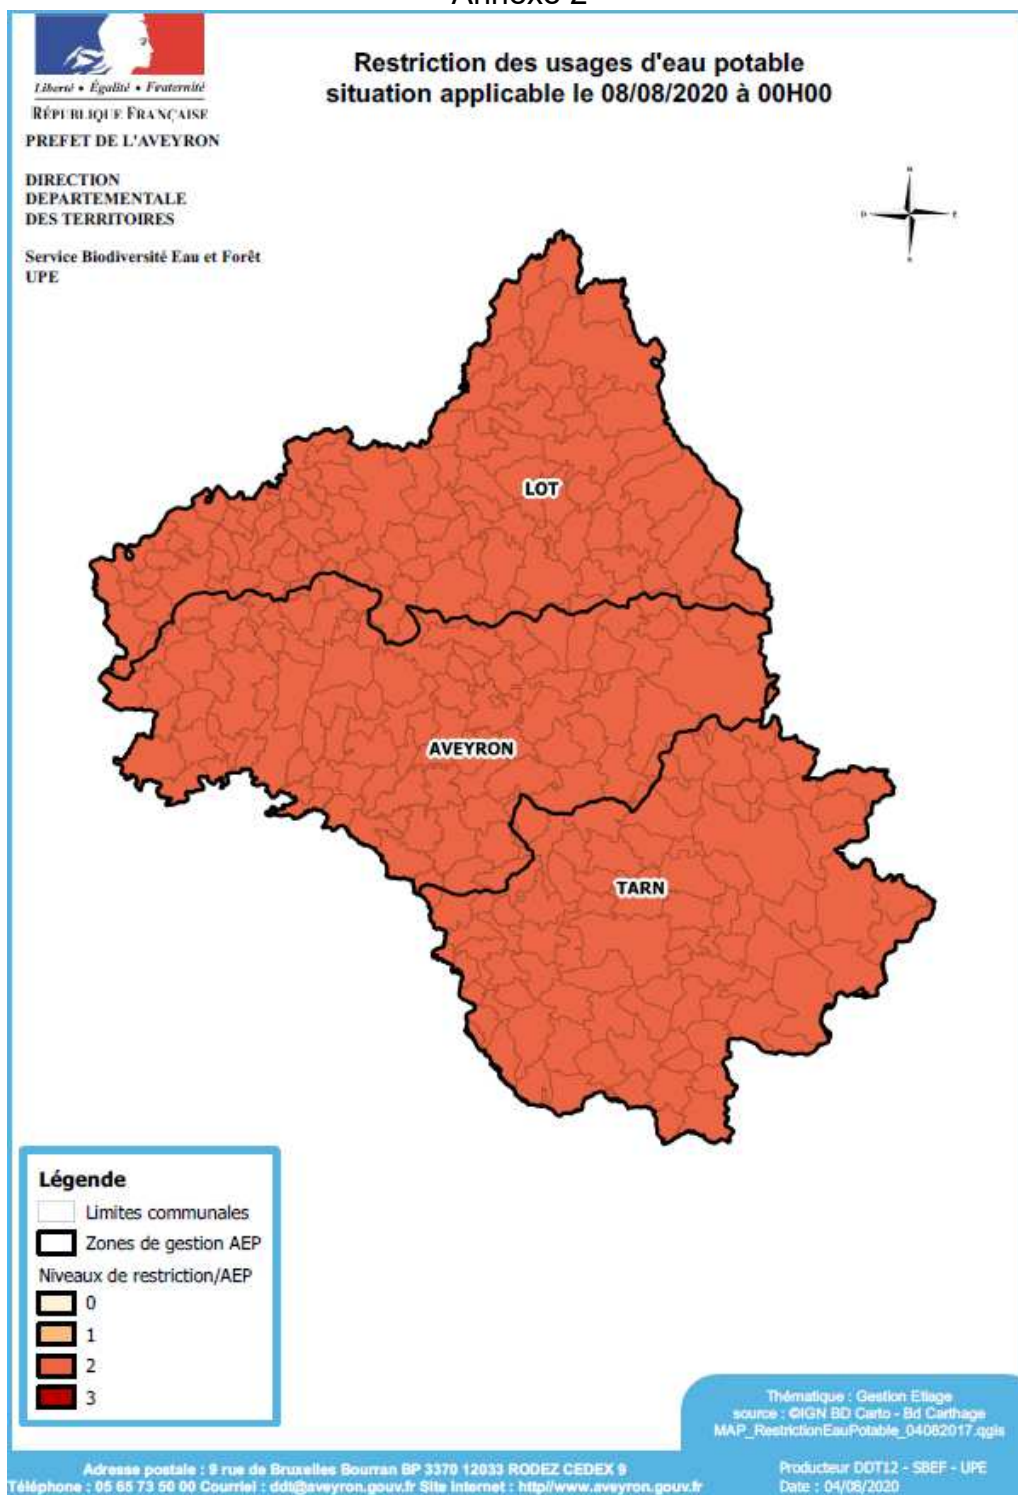 Annexe 2
Liberté • Égalité • Fraternité
RÉPUBLIQUE FRANÇAISE
PREFET DE L'AVEYRON
DIRECTION
DEPARTEMENTALE
DES TERRITOIRES
Service Biodiversité Eau et Forêt
UPE
Restriction des usages d'eau potable
situation applicable le 08/08/2020 à 00H00
N
O
E
S
LOT
AVEYRON
TARN
Légende
Limites communales
Zones de gestion AEP
Niveaux de restriction/AEP
0
1
2
3
Thématique : Gestion Etiage
source : ©IGN BD Carto - Bd Carthage
MAP_RestrictionEauPotable_04082017.qgis
Adresse postale : 9 rue de Bruxelles Bourran BP 3370 12033 RODEZ CEDEX 9
Téléphone : 05 65 73 50 00 Courriel : ddt@aveyron.gouv.fr Site Internet : http//www.aveyron.gouv.fr
Producteur DDT12 - SBEF - UPE
Date : 04/08/2020